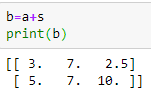 b=a+s
print(b)
[[ 3.   7.   2.5]
 [ 5.   7.  10. ]]